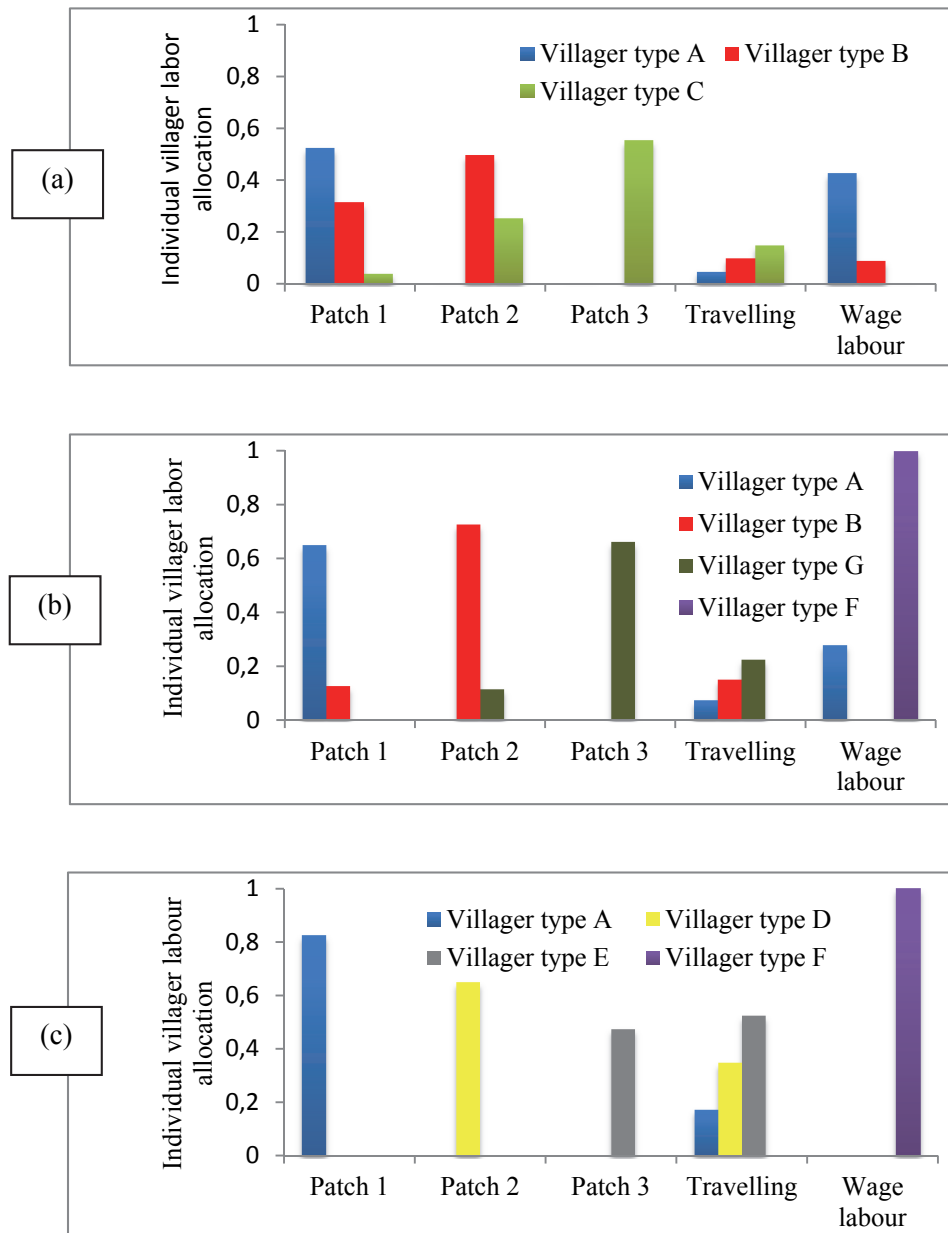 (a)
Individual villager labor
allocation
1
0,8
0,6
0,4
0,2
0
Villager type A Villager type B
Villager type C
Patch 1 Patch 2 Patch 3 Travelling Wage
labour
(b)
Individual villager labor
allocation
1
0,8
0,6
0,4
0,2
0
Villager type A
Villager type B
Villager type G
Villager type F
Patch 1 Patch 2 Patch 3 Travelling Wage
labour
(c)
Individual villager labour
allocation
1
0,8
0,6
0,4
0,2
0
Villager type A Villager type D
Villager type E Villager type F
Patch 1 Patch 2 Patch 3 Travelling Wage
labour